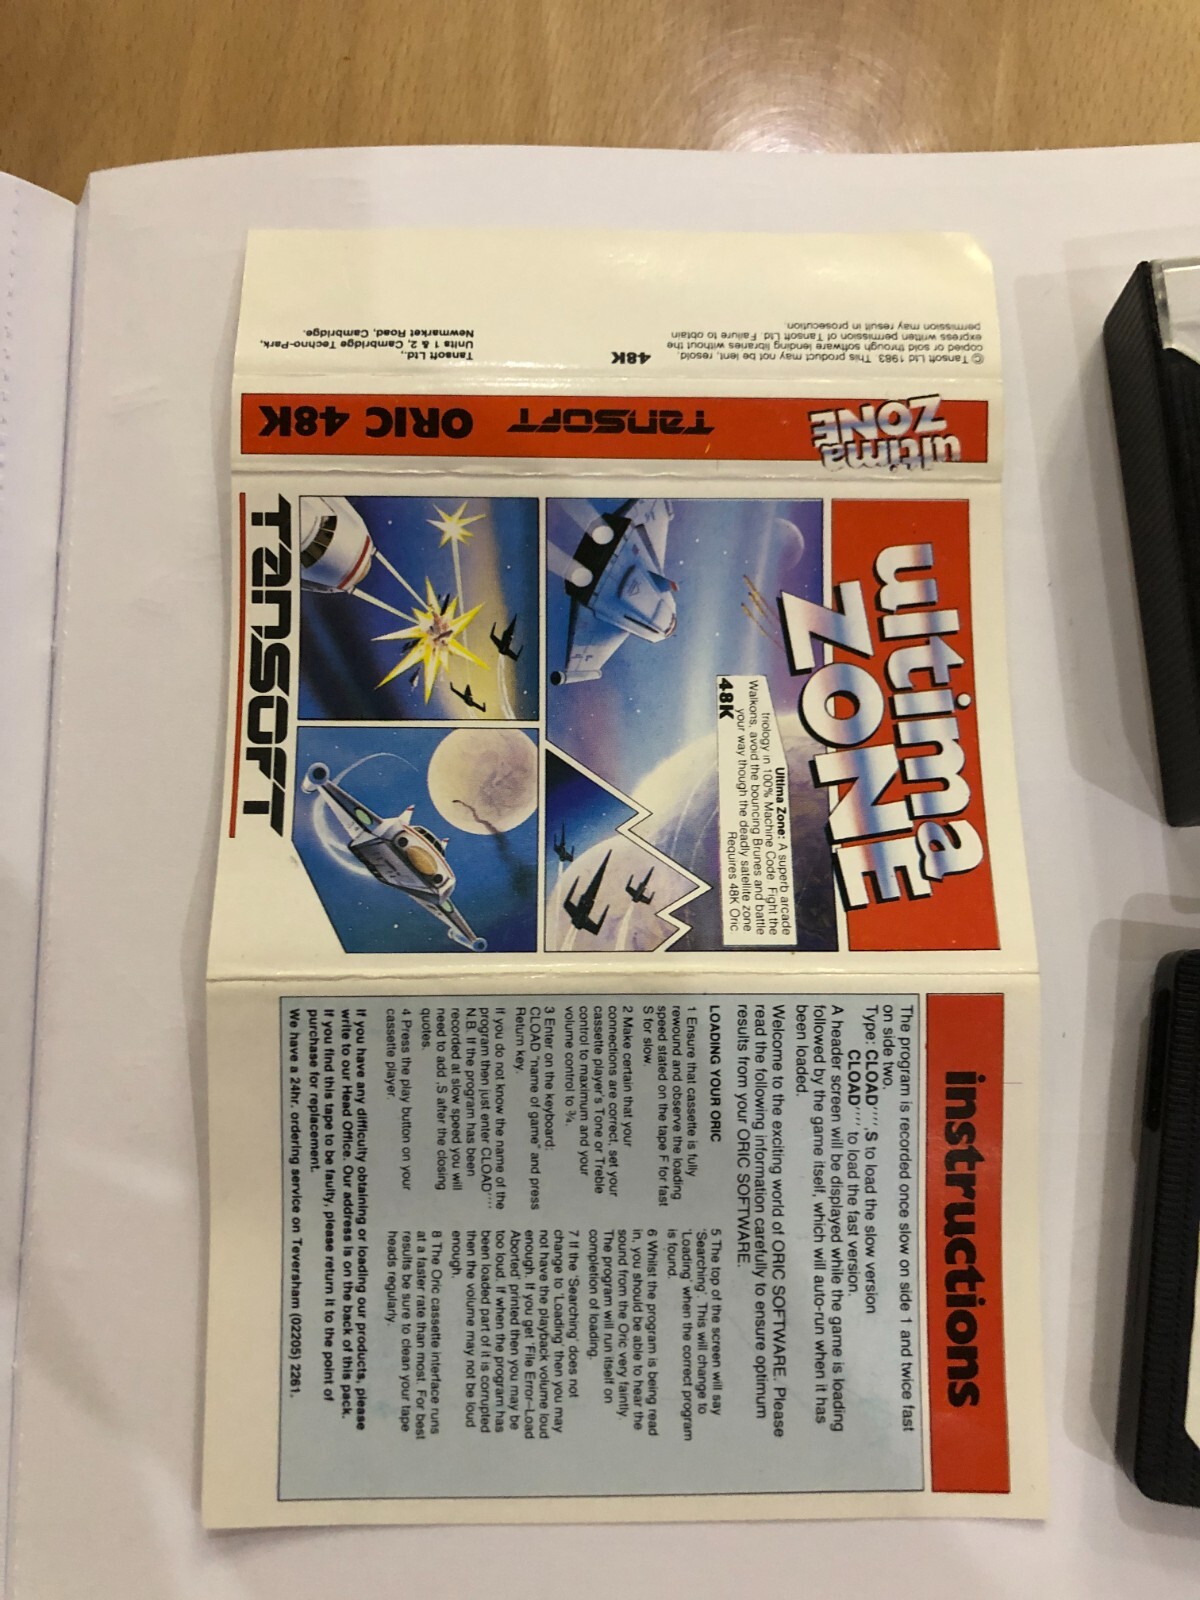 © Tansoft Ltd 1983. This product may not be lent, resold,
copied or sold through software lending libraries without the
express written permission of Tansoft Ltd. Failure to obtain
permission may result in prosecution.
48K
Tansoft Ltd.,
Units 1 & 2, Cambridge Techno-Park,
Newmarket Road, Cambridge.
ultima
ZONE
TANSOFT
ORIC 48K
ultima
ZONE
Ultima Zone: A superb arcade
triology in 100% Machine Code. Fight the
Walkons, avoid the bouncing Brunes and battle
your way though the deadly satellite zone
48K
Requires 48K Oric
TANSOFT
instructions
The program is recorded once slow on side 1 and twice fast
on side two.
Type: CLOAD'''',S to load the slow version
CLOAD'''' to load the fast version.
A header screen will be displayed while the game is loading
followed by the game itself, which will auto-run when it has
been loaded.
Welcome to the exciting world of ORIC SOFTWARE. Please
read the following information carefully to ensure optimum
results from your ORIC SOFTWARE.
LOADING YOUR ORIC
1 Ensure that cassette is fully
rewound and observe the loading
speed stated on the tape F for fast
S for slow.
2 Make certain that your
connections are correct, set your
cassette player's Tone or Treble
control to maximum and your
volume control to ¾.
3 Enter on the keyboard:
CLOAD "name of game" and press
Return key.
If you do not know the name of the
program then just enter CLOAD''''
N.B. If the program has been
recorded at slow speed you will
need to add ,S after the closing
quotes.
4 Press the play button on your
cassette player.
5 The top of the screen will say
'Searching'. This will change to
'Loading' when the correct program
is found.
6 Whilst the program is being read
in, you should be able to hear the
sound from the Oric very faintly.
The program will run itself on
completion of loading.
7 If the 'Searching' does not
change to 'Loading' then you may
not have the playback volume loud
enough. If you get 'File Error–Load
Aborted' printed then you may be
too loud. If when the program has
been loaded part of it is corrupted
then the volume may not be loud
enough.
8 The Oric cassette interface runs
at a faster rate than most. For best
results be sure to clean your tape
heads regularly.
If you have any difficulty obtaining or loading our products, please
write to our Head Office. Our address is on the back of this pack.
If you find this tape to be faulty, please return it to the point of
purchase for replacement.
We have a 24hr. ordering service on Teversham (02205) 2261.